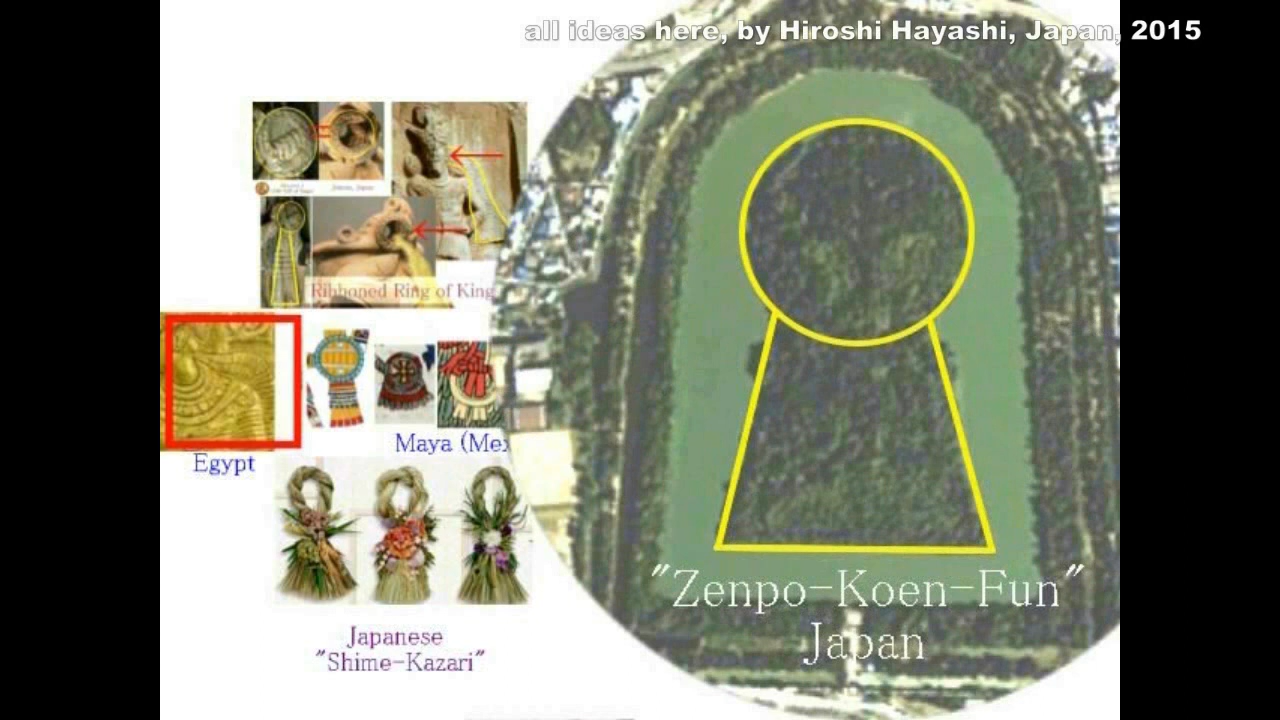 all ideas here, by Hiroshi Hayashi, Japan, 2015
Ribboned Ring of King
Maya (Me
Egypt
"Zenpo-Koen-Fun"
Japan
Japanese
"Shime-Kazari"